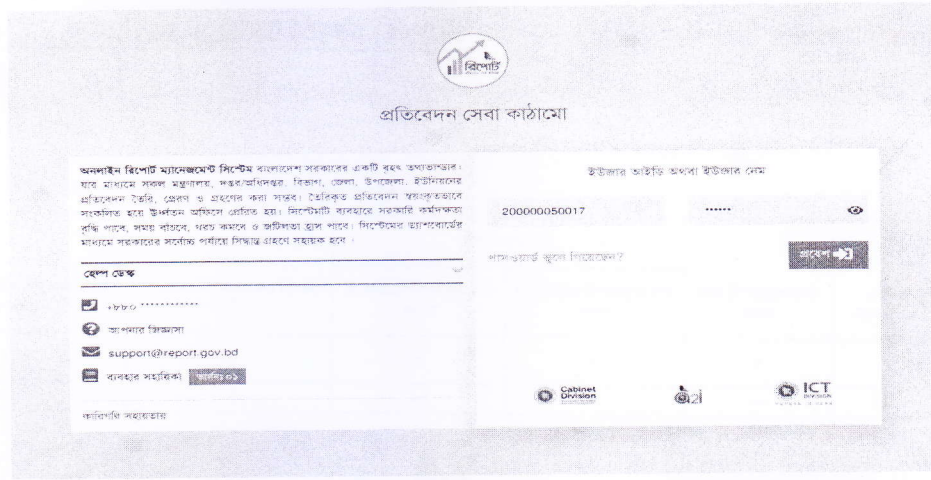 রিপোর্ট
প্রতিবেদন সেবা কাঠামো
অনলাইন রিপোর্ট ম্যানেজমেন্ট সিস্টেম বাংলাদেশ সরকারের একটি বৃহৎ তথ্যভান্ডার।
যার মাধ্যমে সকল মন্ত্রণালয়, দপ্তর/অধিদপ্তর, বিভাগ, জেলা, উপজেলা, ইউনিয়নের
প্রতিবেদন তৈরি, প্রেরণ ও গ্রহণের করা সম্ভব। তৈরিকৃত প্রতিবেদন স্বয়ংকৃতভাবে
সংকলিত হয়ে উর্ধ্বতন অফিসে প্রেরিত হয়। সিস্টেমটি ব্যবহারে সরকারি কর্মদক্ষতা
বৃদ্ধি পাবে, সময় বাঁচবে, খরচ কমবে ও জটিলতা হ্রাস পাবে। সিস্টেমের ড্যাশবোর্ডের
মাধ্যমে সরকারের সর্বোচ্চ পর্যায়ে সিদ্ধান্ত গ্রহণে সহায়ক হবে ।
হেল্প ডেস্ক
+৮৮০ ************
আপনার জিজ্ঞাসা
support@report.gov.bd
ব্যবহার সহায়িকা ভার্সন ০১
কারিগরি সহায়তায়
ইউজার আইডি অথবা ইউজার নেম
200000050017 ······
পাসওয়ার্ড ভুলে গিয়েছেন?
প্রবেশ
Cabinet Division
a2i
ICT DIVISION